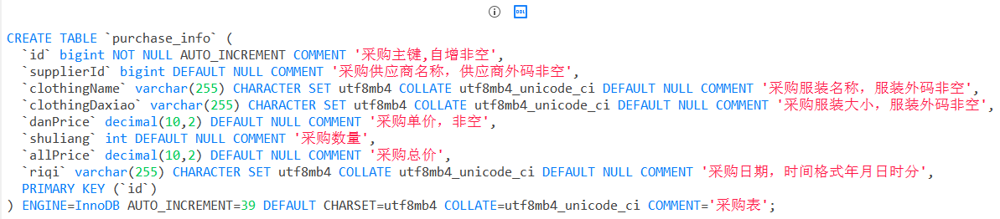 DDL
CREATE TABLE `purchase_info` (
  `id` bigint NOT NULL AUTO_INCREMENT COMMENT '采购主键,自增非空',
  `supplierId` bigint DEFAULT NULL COMMENT '采购供应商名称，供应商外码非空',
  `clothingName` varchar(255) CHARACTER SET utf8mb4 COLLATE utf8mb4_unicode_ci DEFAULT NULL COMMENT '采购服装名称，服装外码非空',
  `clothingDaxiao` varchar(255) CHARACTER SET utf8mb4 COLLATE utf8mb4_unicode_ci DEFAULT NULL COMMENT '采购服装大小，服装外码非空',
  `danPrice` decimal(10,2) DEFAULT NULL COMMENT '采购单价，非空',
  `shuliang` int DEFAULT NULL COMMENT '采购数量',
  `allPrice` decimal(10,2) DEFAULT NULL COMMENT '采购总价',
  `riqi` varchar(255) CHARACTER SET utf8mb4 COLLATE utf8mb4_unicode_ci DEFAULT NULL COMMENT '采购日期，时间格式年月日时分',
  PRIMARY KEY (`id`)
) ENGINE=InnoDB AUTO_INCREMENT=39 DEFAULT CHARSET=utf8mb4 COLLATE=utf8mb4_unicode_ci COMMENT='采购表';